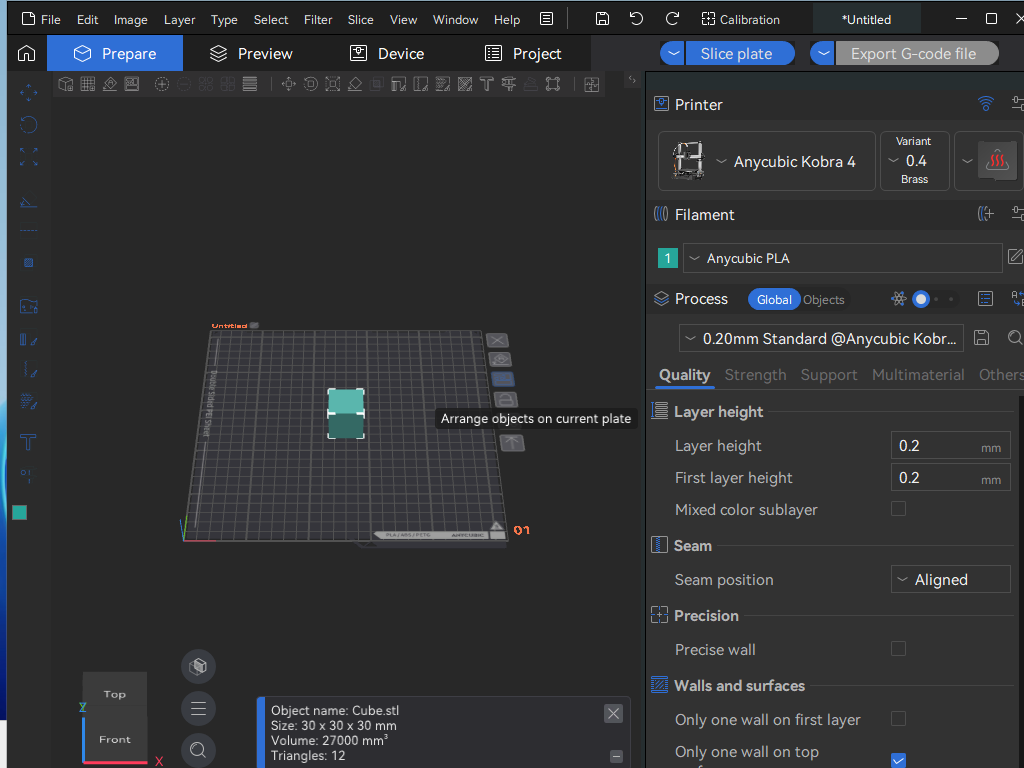 File Edit Image Layer Type Select Filter Slice View Window Help Calibration *Untitled
Prepare Preview Device Project Slice plate Export G-code file
Printer
Anycubic Kobra 4
Variant
0.4
Brass
Filament
1 Anycubic PLA
Process Global Objects
0.20mm Standard @Anycubic Kobr...
Quality Strength Support Multimaterial Others
Layer height
Layer height 0.2 mm
First layer height 0.2 mm
Mixed color sublayer
Seam
Seam position Aligned
Precision
Precise wall
Walls and surfaces
Only one wall on first layer
Only one wall on top
Untitled
Arrange objects on current plate
PLA / ABS / PETG ANYCUBIC
01
Top
Front
Z
X
Object name: Cube.stl
Size: 30 x 30 x 30 mm
Volume: 27000 mm³
Triangles: 12